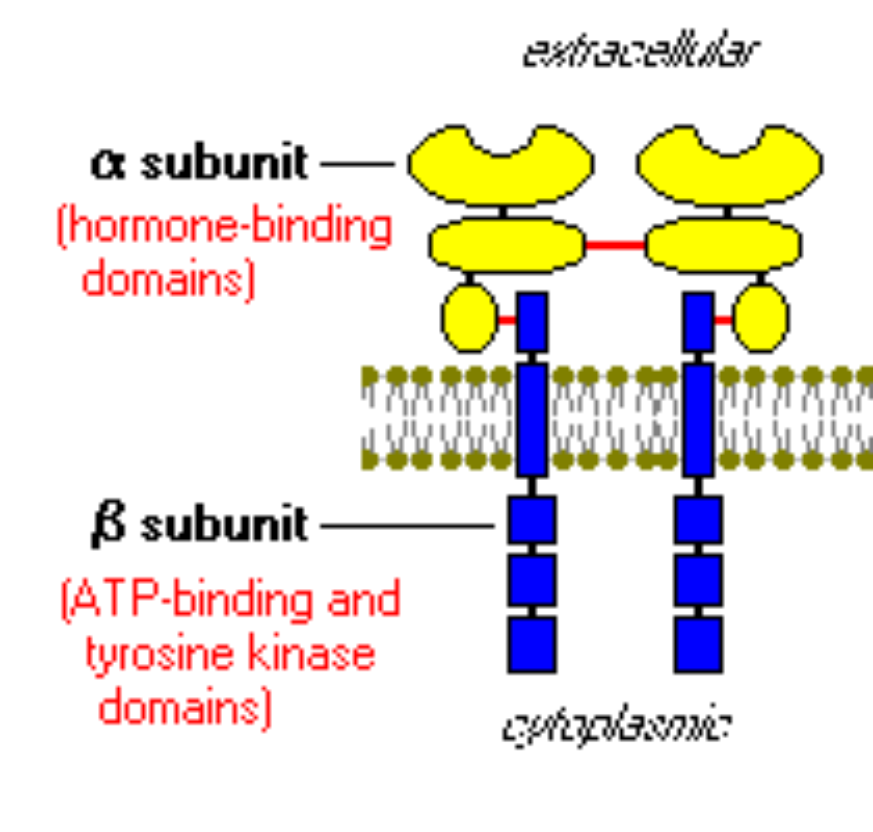 extracellular
α subunit
(hormone-binding
domains)
β subunit
(ATP-binding and
tyrosine kinase
domains)
cytoplasmic